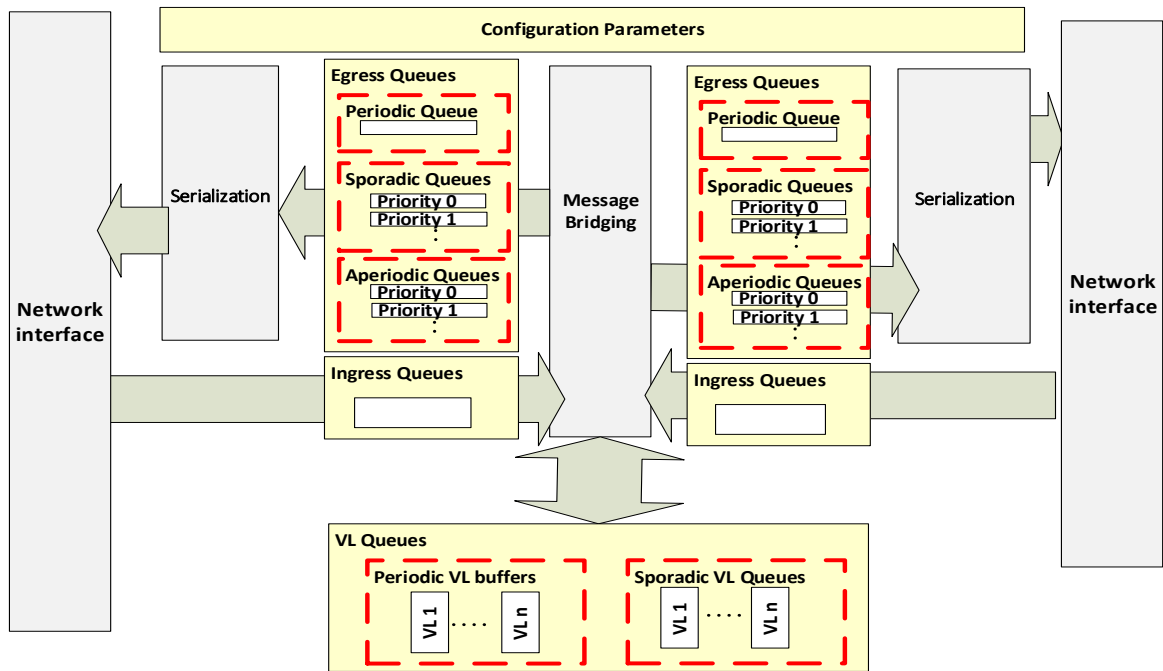 Configuration Parameters
Network
interface
Serialization
Egress Queues
Periodic Queue
Sporadic Queues
Priority 0
Priority 1
⋮
Aperiodic Queues
Priority 0
Priority 1
⋮
Ingress Queues
Message
Bridging
Egress Queues
Periodic Queue
Sporadic Queues
Priority 0
Priority 1
⋮
Aperiodic Queues
Priority 0
Priority 1
⋮
Ingress Queues
Serialization
Network
interface
VL Queues
Periodic VL buffers
VL 1 . . . . VL n
Sporadic VL Queues
VL 1 . . . . VL n